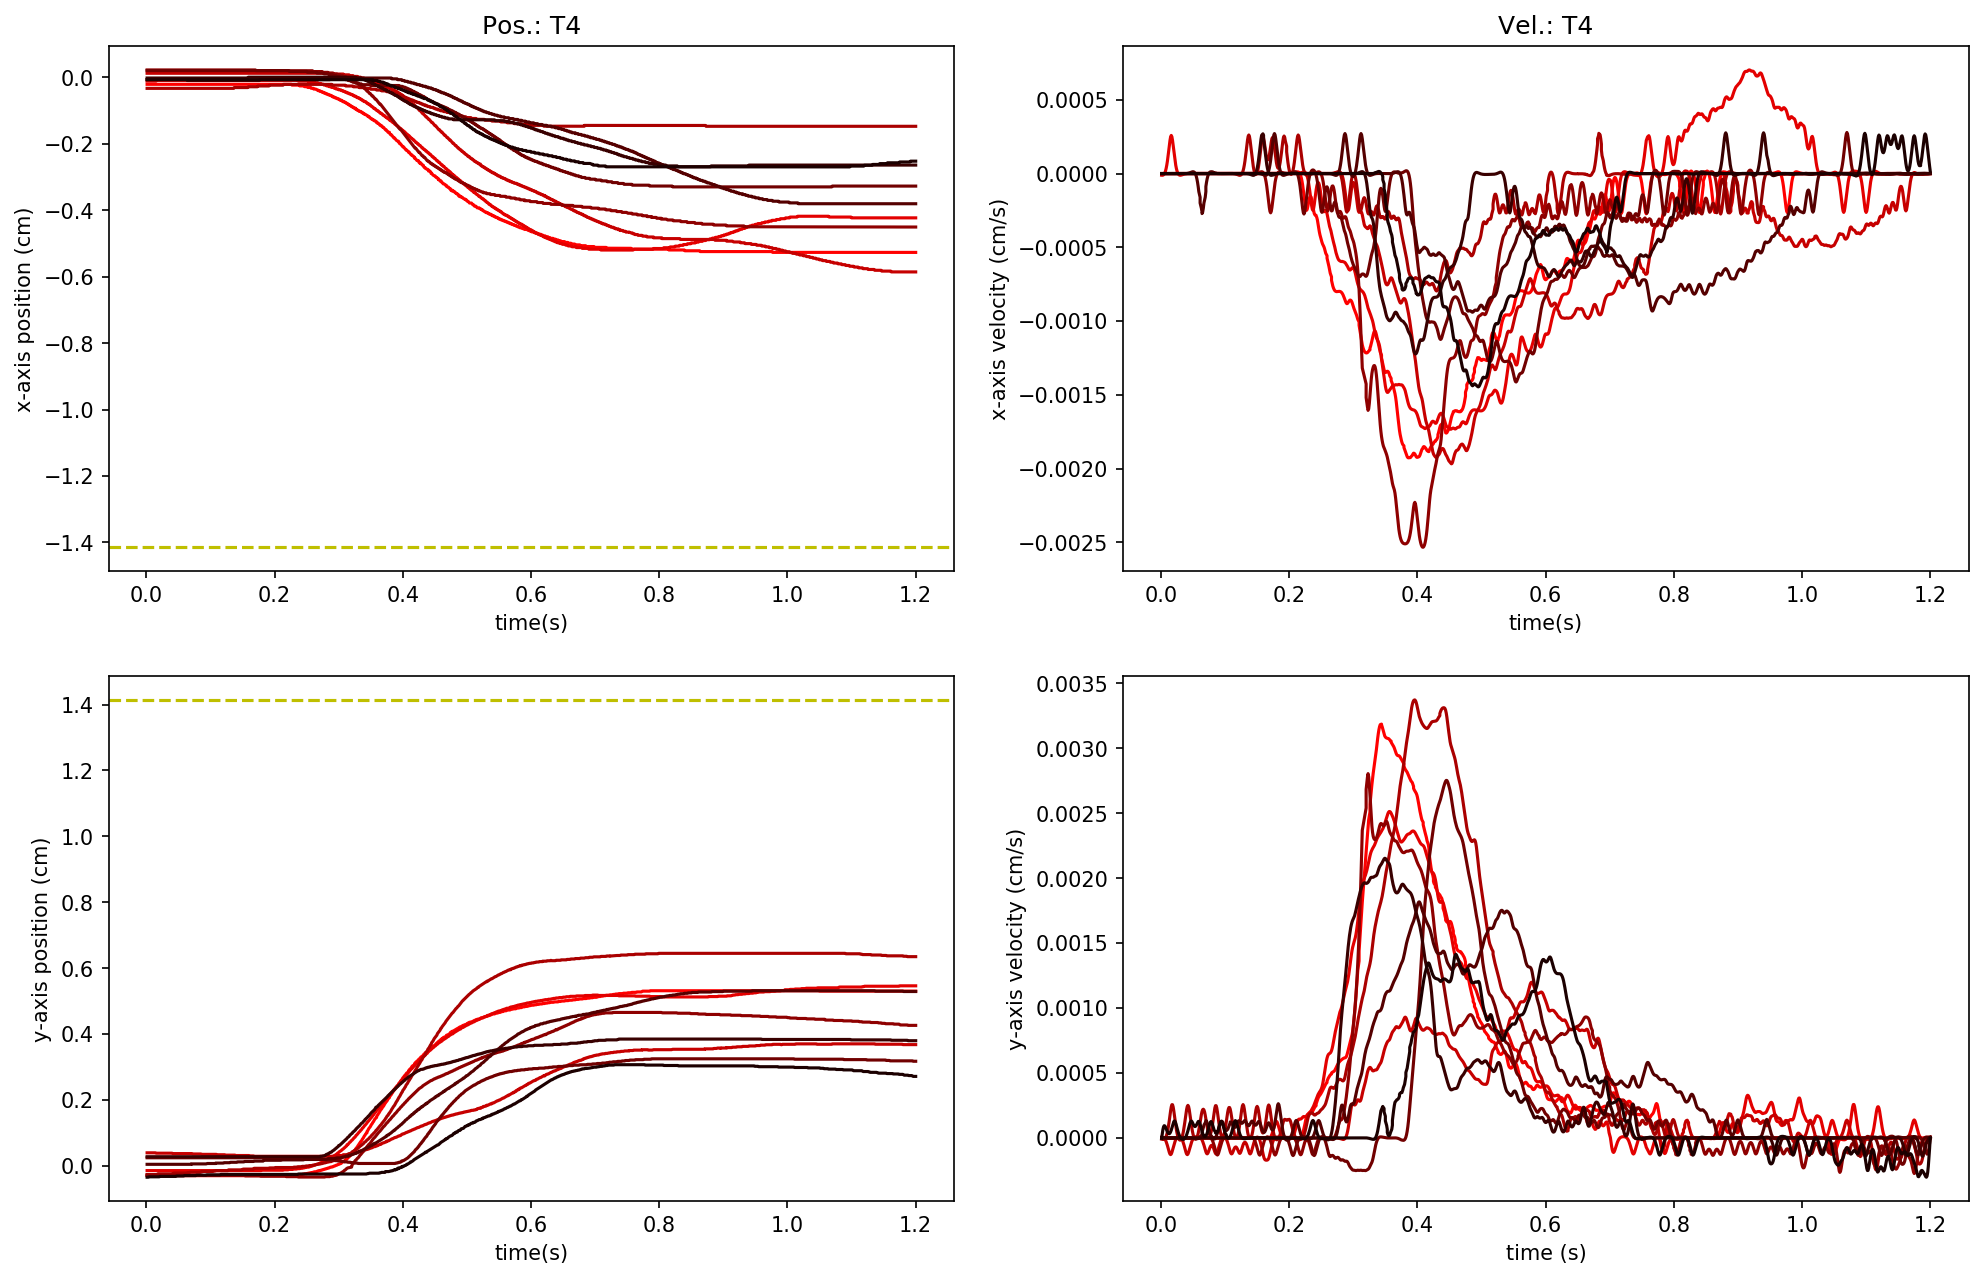 Pos.: T4
x-axis position (cm)
0.0
−0.2
−0.4
−0.6
−0.8
−1.0
−1.2
−1.4
0.0 0.2 0.4 0.6 0.8 1.0 1.2
time(s)
Vel.: T4
x-axis velocity (cm/s)
0.0005
0.0000
−0.0005
−0.0010
−0.0015
−0.0020
−0.0025
0.0 0.2 0.4 0.6 0.8 1.0 1.2
time(s)
y-axis position (cm)
1.4
1.2
1.0
0.8
0.6
0.4
0.2
0.0
0.0 0.2 0.4 0.6 0.8 1.0 1.2
time(s)
y-axis velocity (cm/s)
0.0035
0.0030
0.0025
0.0020
0.0015
0.0010
0.0005
0.0000
0.0 0.2 0.4 0.6 0.8 1.0 1.2
time (s)